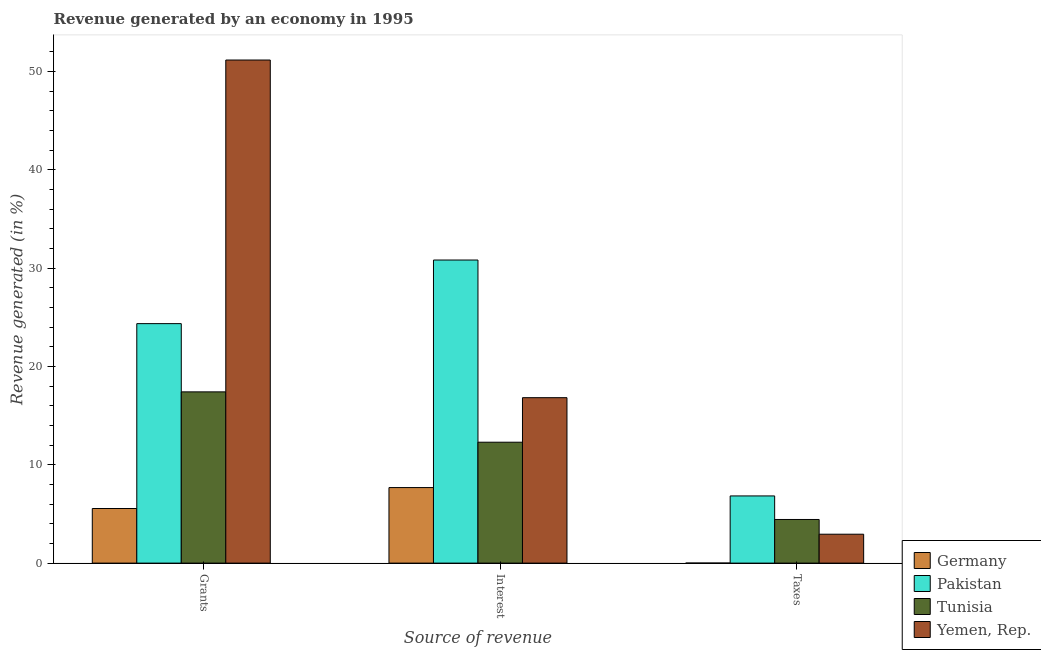 Revenue generated by an economy in 1995
Revenue generated (in %)
50
40
30
20
10
0
Grants
Interest
Taxes
Source of revenue
Germany
Pakistan
Tunisia
Yemen, Rep.